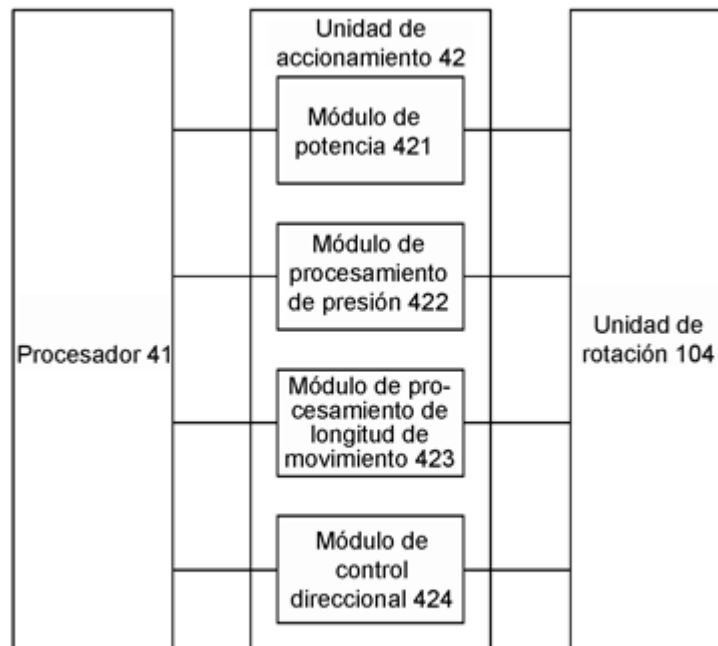 Unidad de
accionamiento 42
Módulo de
potencia 421
Módulo de
procesamiento
de presión 422
Procesador 41
Unidad de
rotación 104
Módulo de pro-
cesamiento de
longitud de
movimiento 423
Módulo de
control
direccional 424